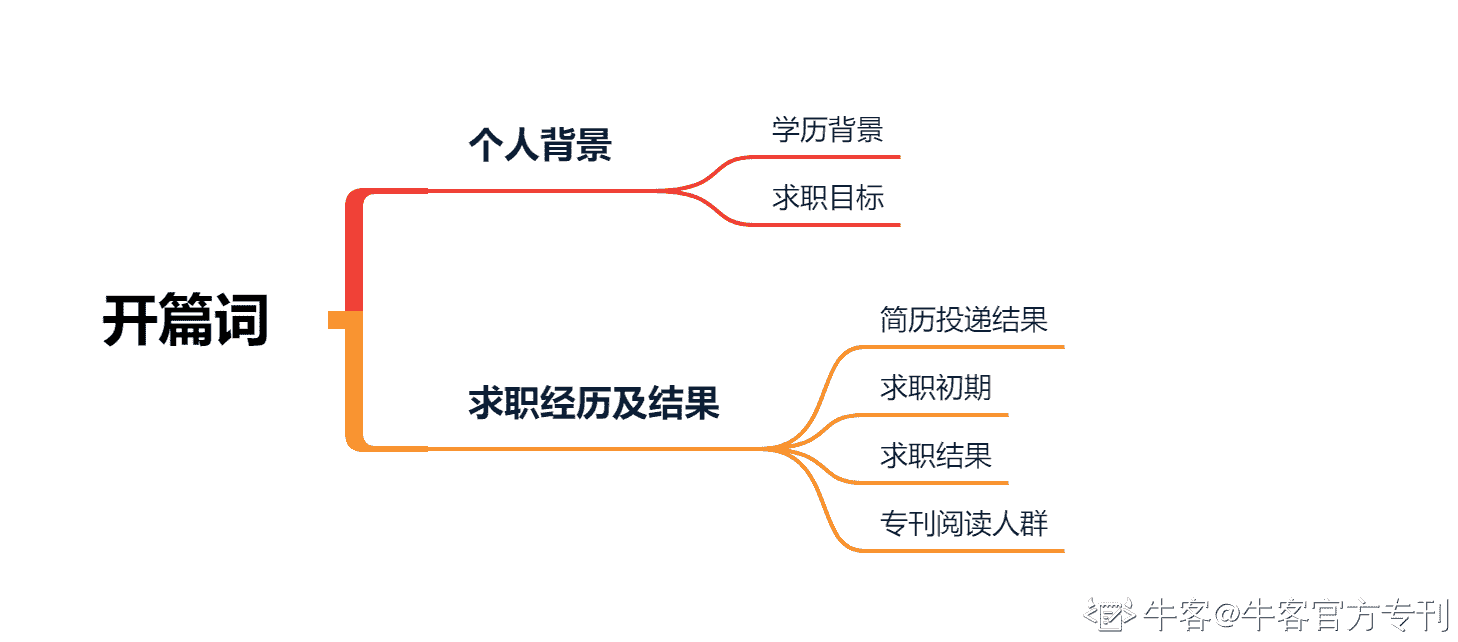 开篇词
个人背景
学历背景
求职目标
求职经历及结果
简历投递结果
求职初期
求职结果
专刊阅读人群
牛客@牛客官方专刊